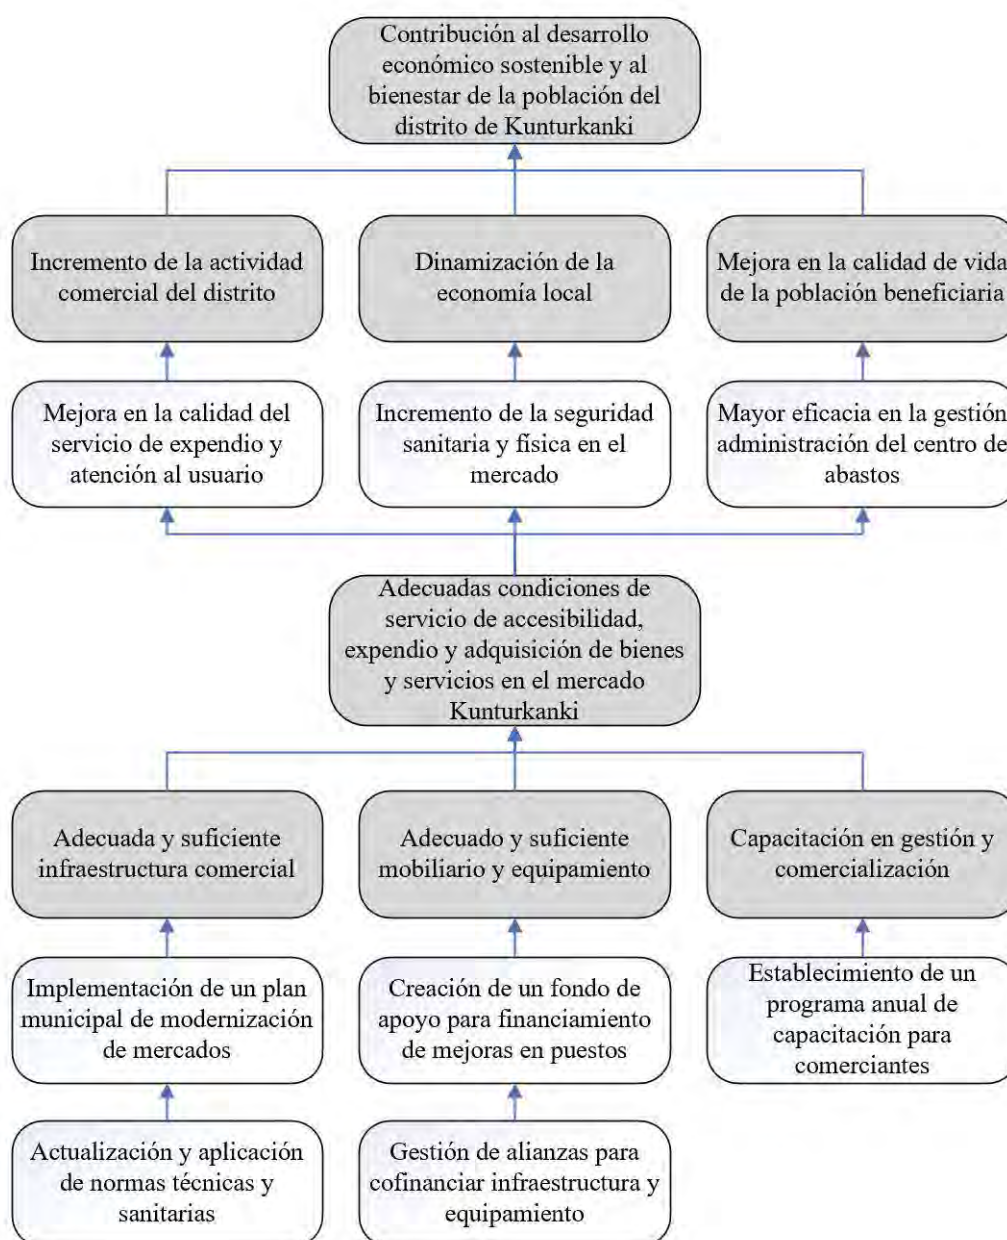 Contribución al desarrollo
económico sostenible y al
bienestar de la población del
distrito de Kunturkanki
Incremento de la actividad
comercial del distrito
Dinamización de la
economía local
Mejora en la calidad de vida
de la población beneficiaria
Mejora en la calidad del
servicio de expendio y
atención al usuario
Incremento de la seguridad
sanitaria y física en el
mercado
Mayor eficacia en la gestión
administración del centro de
abastos
Adecuadas condiciones de
servicio de accesibilidad,
expendio y adquisición de bienes
y servicios en el mercado
Kunturkanki
Adecuada y suficiente
infraestructura comercial
Adecuado y suficiente
mobiliario y equipamiento
Capacitación en gestión y
comercialización
Implementación de un plan
municipal de modernización
de mercados
Creación de un fondo de
apoyo para financiamiento
de mejoras en puestos
Establecimiento de un
programa anual de
capacitación para
comerciantes
Actualización y aplicación
de normas técnicas y
sanitarias
Gestión de alianzas para
cofinanciar infraestructura y
equipamiento